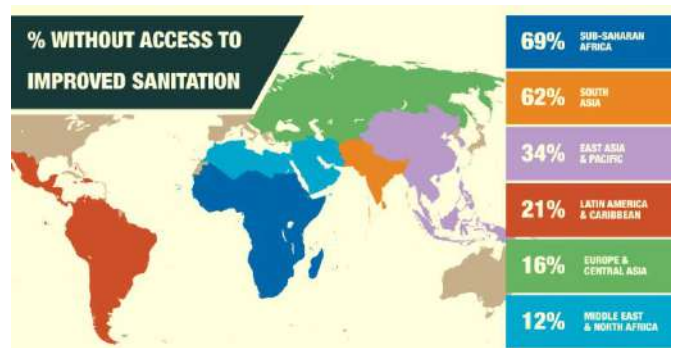 % WITHOUT ACCESS TO
IMPROVED SANITATION
69% SUB-SAHARAN
AFRICA
62% SOUTH
ASIA
34% EAST ASIA
& PACIFIC
21% LATIN AMERICA
& CARIBBEAN
16% EUROPE &
CENTRAL ASIA
12% MIDDLE EAST
& NORTH AFRICA